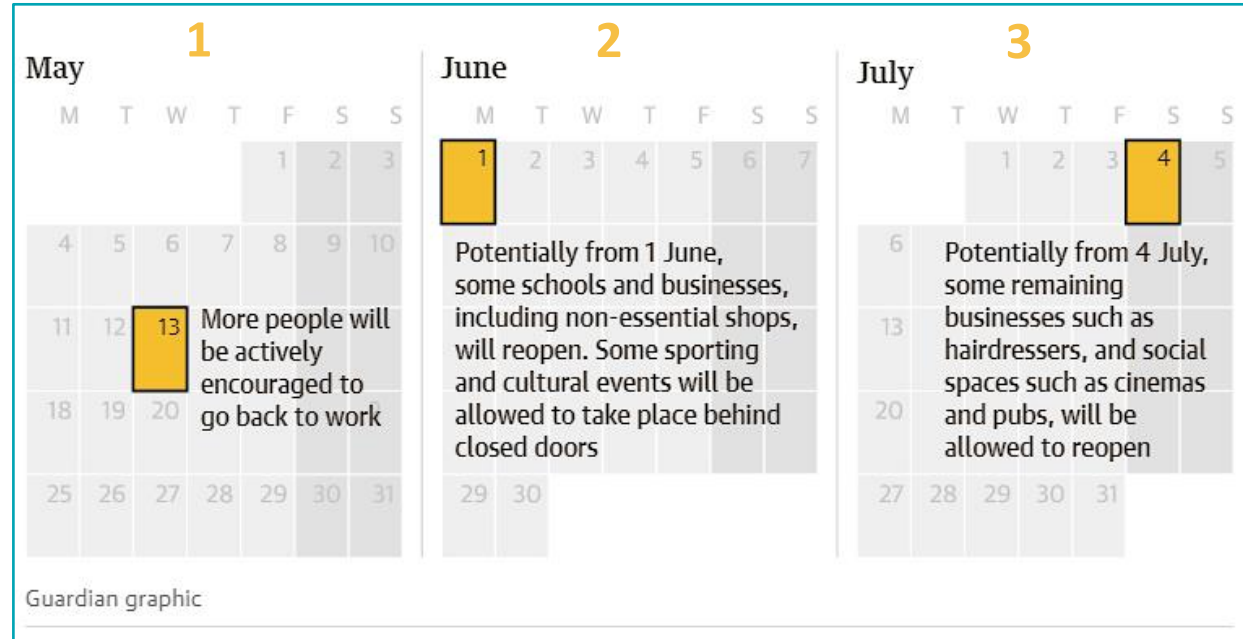 1
May
M T W T F S S
1 2 3
4 5 6 7 8 9 10
11 12 13
More people will
be actively
encouraged to
go back to work
18 19 20
25 26 27 28 29 30 31
2
June
M T W T F S S
1 2 3 4 5 6 7
Potentially from 1 June,
some schools and businesses,
including non-essential shops,
will reopen. Some sporting
and cultural events will be
allowed to take place behind
closed doors
29 30
3
July
M T W T F S S
1 2 3 4 5
6
Potentially from 4 July,
some remaining
businesses such as
hairdressers, and social
spaces such as cinemas
and pubs, will be
allowed to reopen
13
20
27 28 29 30 31
Guardian graphic